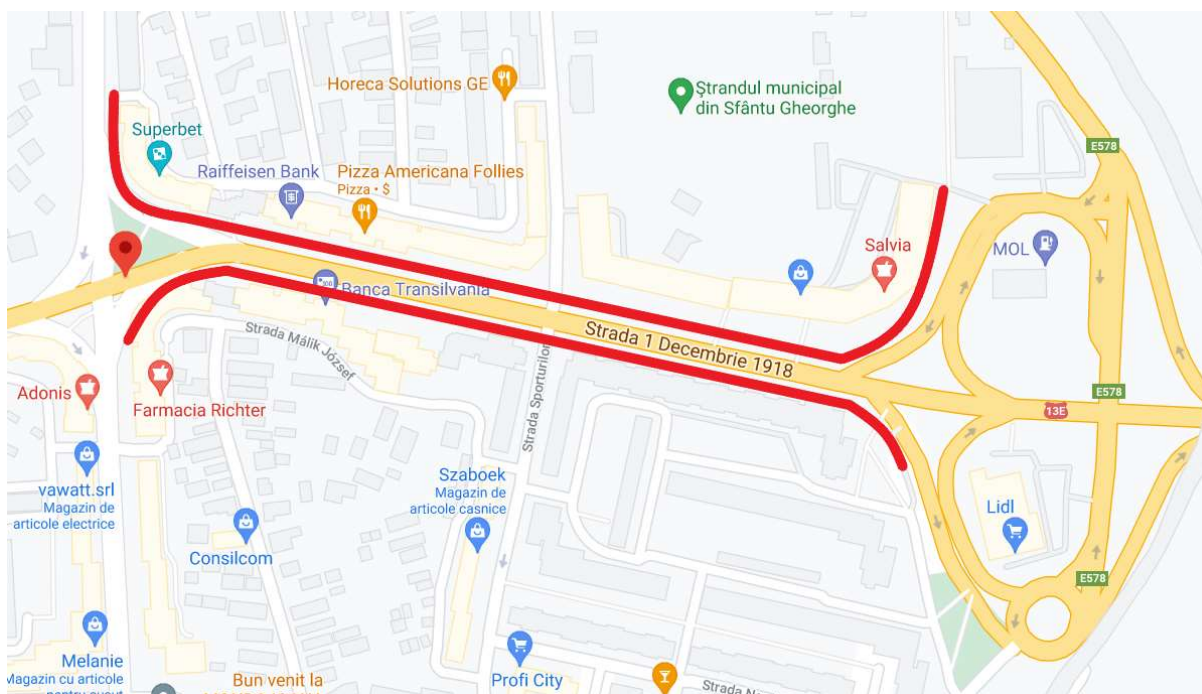 Horeca Solutions GE
Ștrandul municipal
din Sfântu Gheorghe
Superbet
E578
Raiffeisen Bank
Pizza Americana Follies
Pizza • $
Salvia
MOL
Banca Transilvania
Strada 1 Decembrie 1918
Strada Málik József
Strada Sporturilor
Adonis
Farmacia Richter
E578
13E
vawatt.srl
Magazin de
articole electrice
Szaboek
Magazin de
articole casnice
Lidl
Consilcom
E578
Melanie
Magazin cu articole
Bun venit la
Profi City